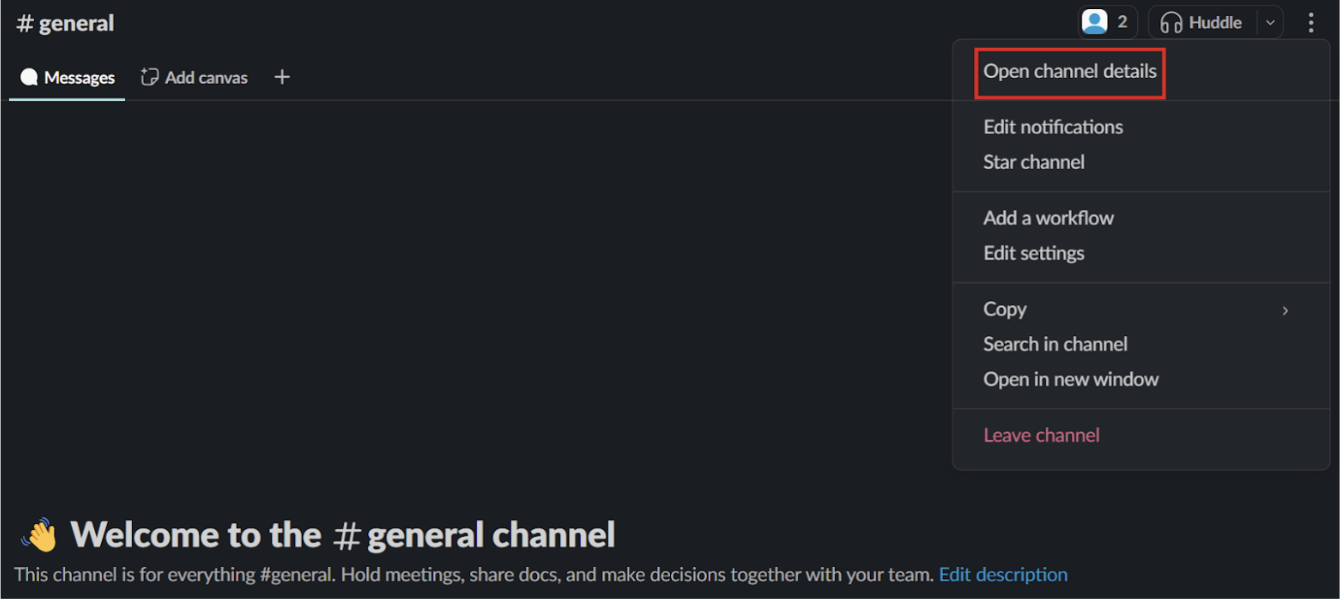 # general
2
Huddle
Messages
Add canvas
+
Open channel details
Edit notifications
Star channel
Add a workflow
Edit settings
Copy
Search in channel
Open in new window
Leave channel
Welcome to the # general channel
This channel is for everything #general. Hold meetings, share docs, and make decisions together with your team. Edit description